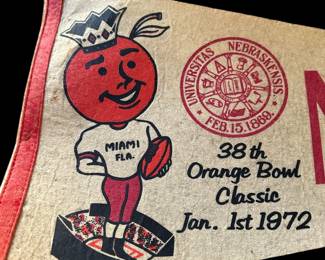 UNIVERSITAS NEBRASKENSIS
FEB. 15. 1869.
MIAMI
FLA.
38th
Orange Bowl
Classic
Jan. 1st 1972